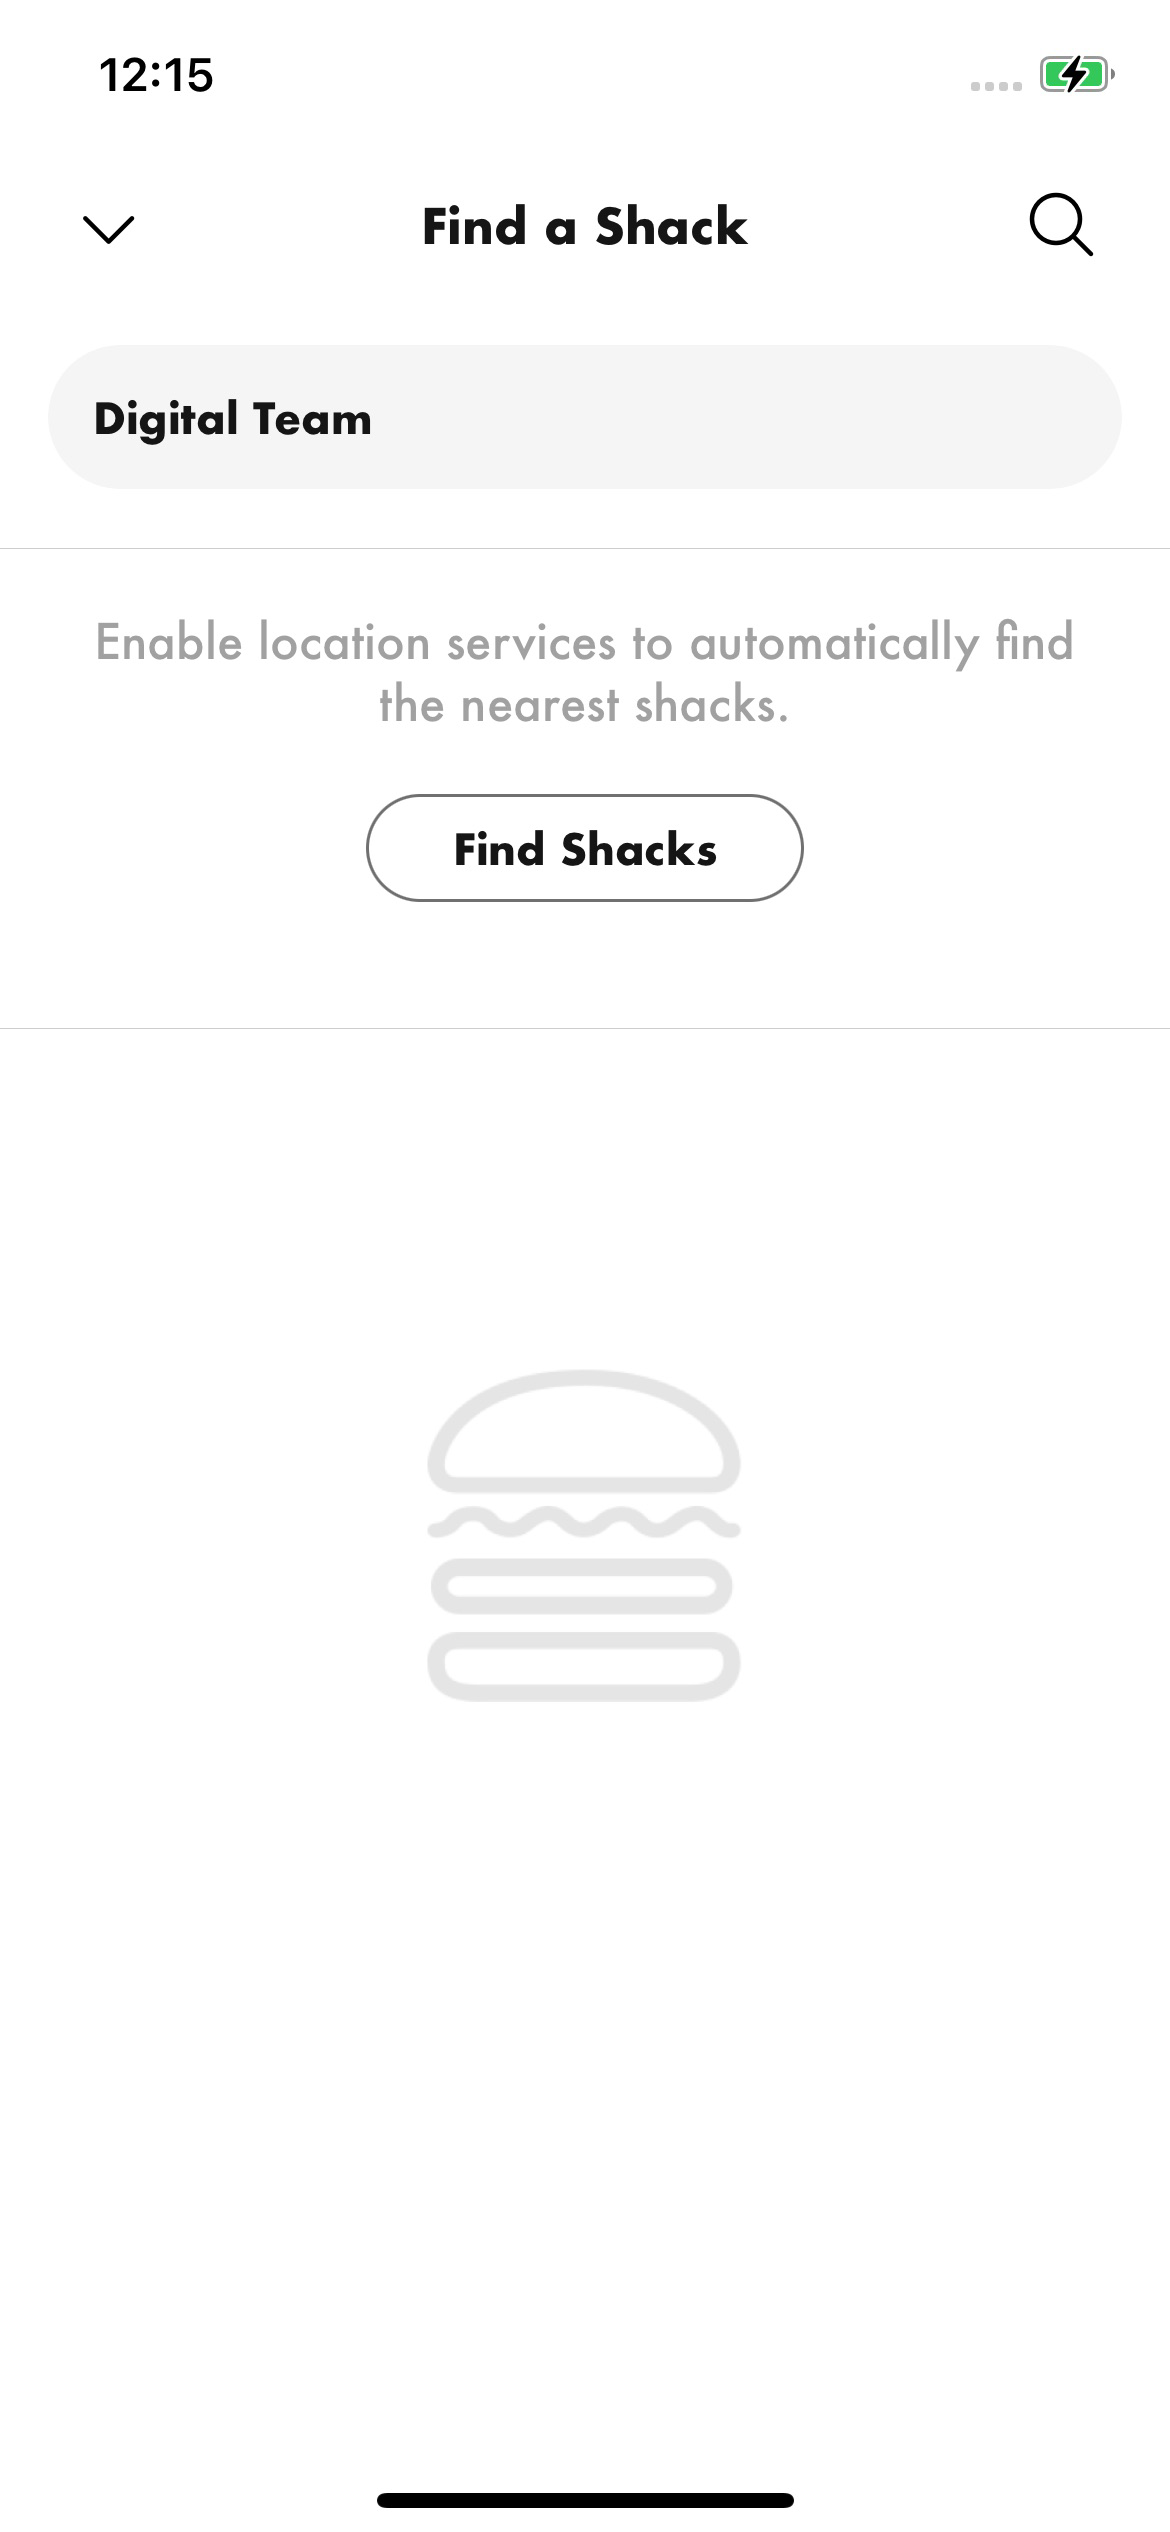 12:15
Find a Shack
Digital Team
Enable location services to automatically find
the nearest shacks.
Find Shacks